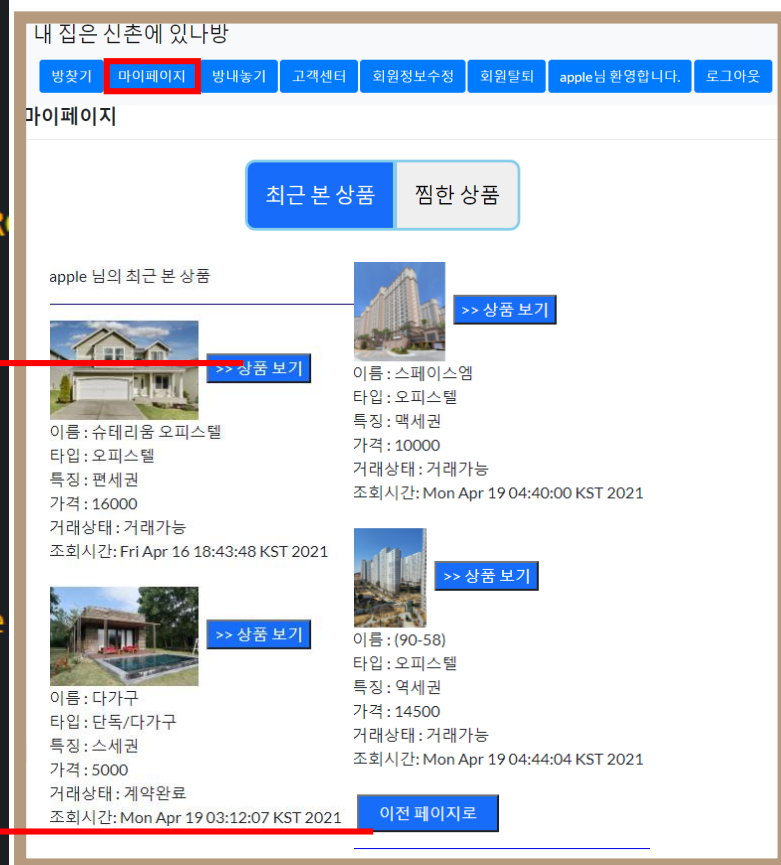 내 집은 신촌에 있나방
방찾기 마이페이지 방내놓기 고객센터 회원정보수정 회원탈퇴 apple님 환영합니다. 로그아웃
마이페이지
최근 본 상품 찜한 상품
apple 님의 최근 본 상품
>> 상품 보기
이름 : 슈테리움 오피스텔
타입 : 오피스텔
특징 : 편세권
가격 : 16000
거래상태 : 거래가능
조회시간: Fri Apr 16 18:43:48 KST 2021
>> 상품 보기
이름 : 다가구
타입 : 단독/다가구
특징 : 스세권
가격 : 5000
거래상태 : 계약완료
조회시간: Mon Apr 19 03:12:07 KST 2021
>> 상품 보기
이름 : 스페이스엠
타입 : 오피스텔
특징 : 맥세권
가격 : 10000
거래상태 : 거래가능
조회시간: Mon Apr 19 04:40:00 KST 2021
>> 상품 보기
이름 : (90-58)
타입 : 오피스텔
특징 : 역세권
가격 : 14500
거래상태 : 거래가능
조회시간: Mon Apr 19 04:44:04 KST 2021
이전 페이지로